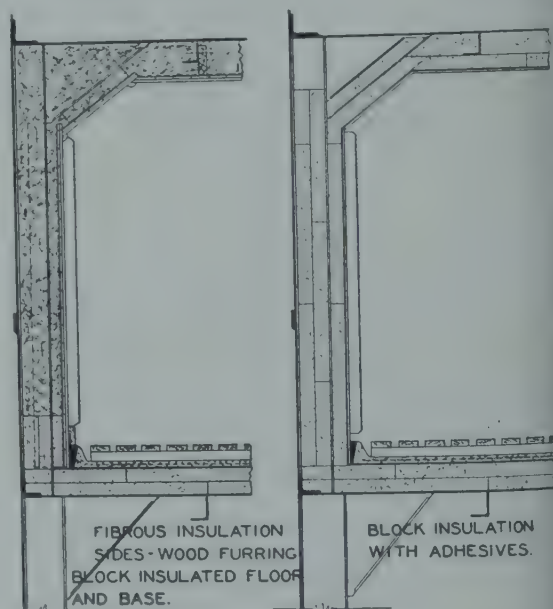 FIBROUS INSULATION
SIDES-WOOD FURRING
BLOCK INSULATED FLOOR
AND BASE.
BLOCK INSULATION
WITH ADHESIVES.